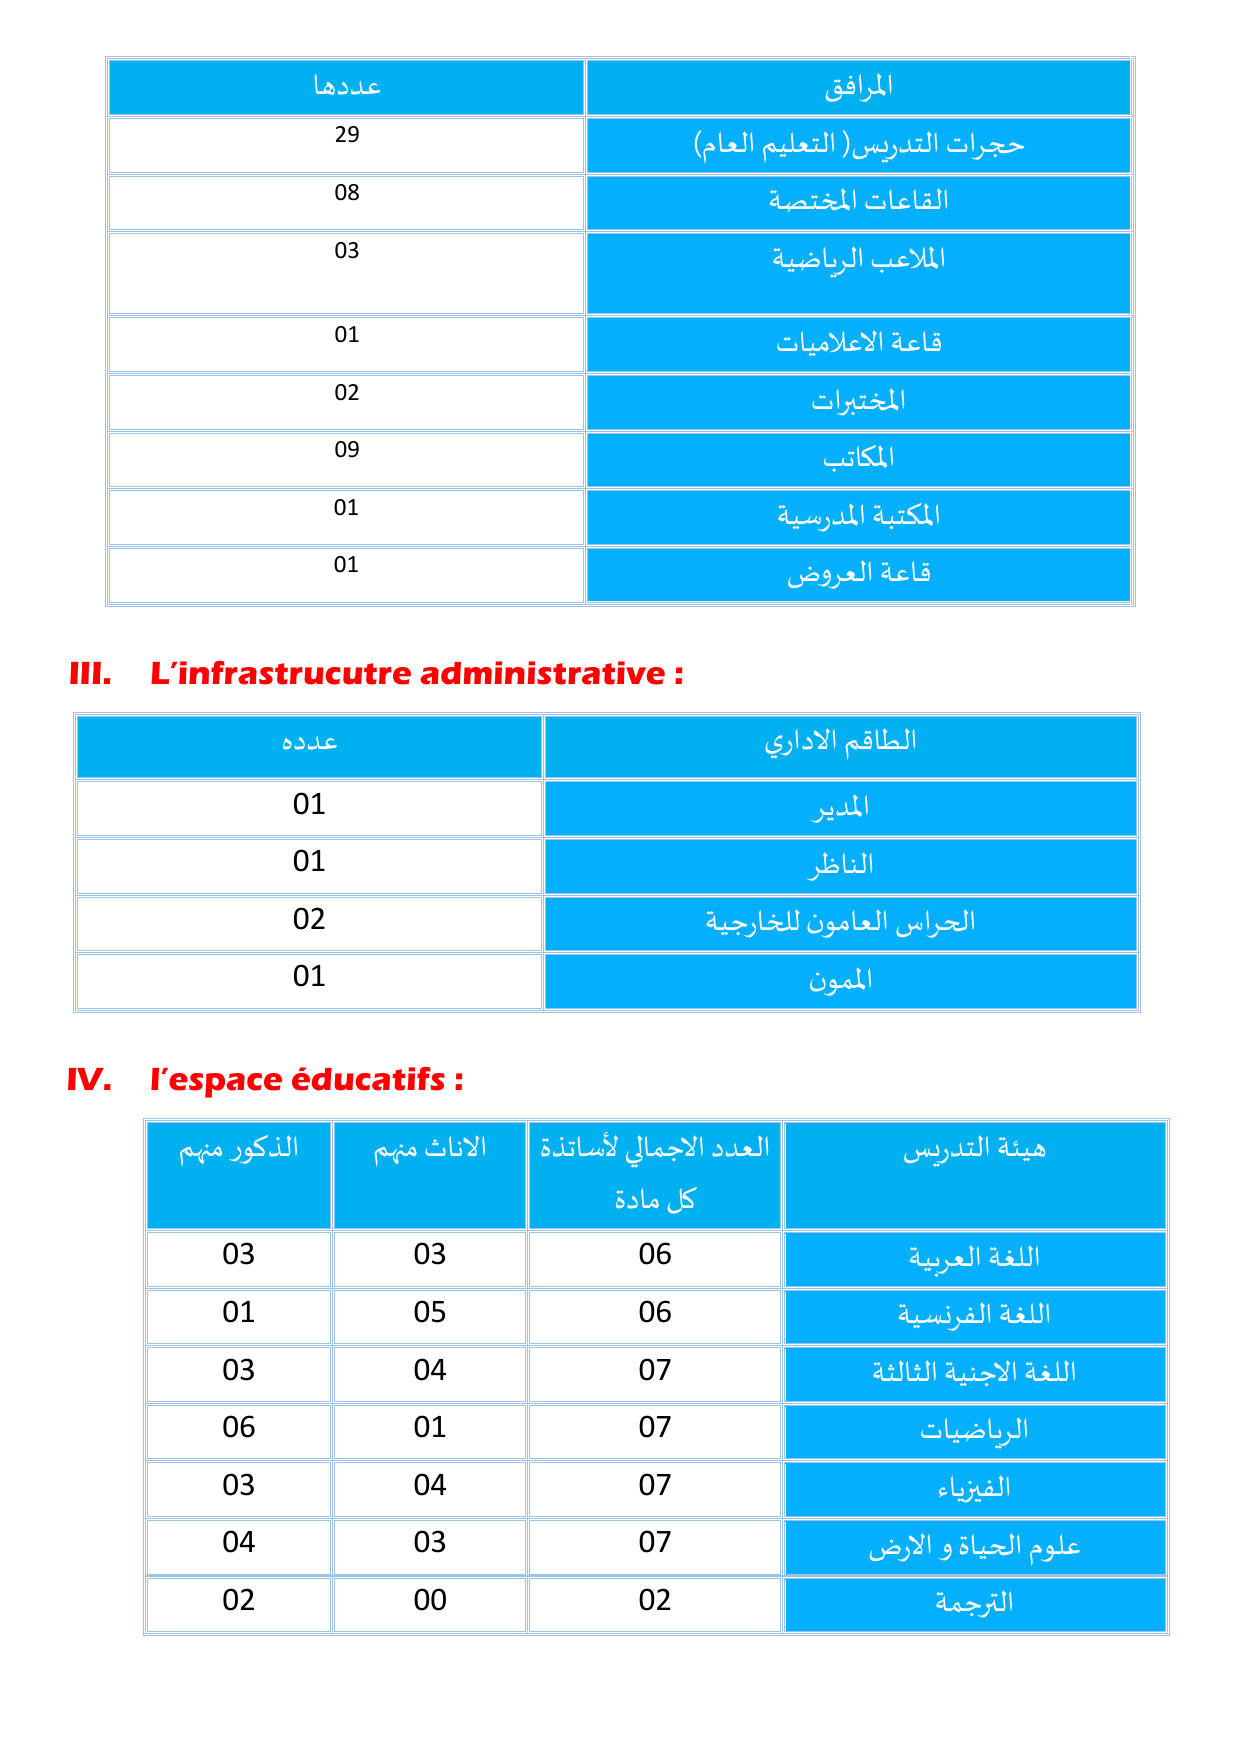 المرافق عددها
حجرات التدريس( التعليم العام) 29
القاعات المختصة 08
الملاعب الرياضية 03
قاعة الاعلاميات 01
المختبرات 02
المكاتب 09
المكتبة المدرسية 01
قاعة العروض 01
III. L'infrastrucutre administrative :
الطاقم الاداري عدده
المدير 01
الناظر 01
الحراس العامون للخارجية 02
الممون 01
IV. l'espace éducatifs :
هيئة التدريس العدد الاجمالي لأساتذة الاناث منهم الذكور منهم
كل مادة
اللغة العربية 06 03 03
اللغة الفرنسية 06 05 01
اللغة الاجنية الثالثة 07 04 03
الرياضيات 07 01 06
الفيزياء 07 04 03
علوم الحياة و الارض 07 03 04
الترجمة 02 00 02